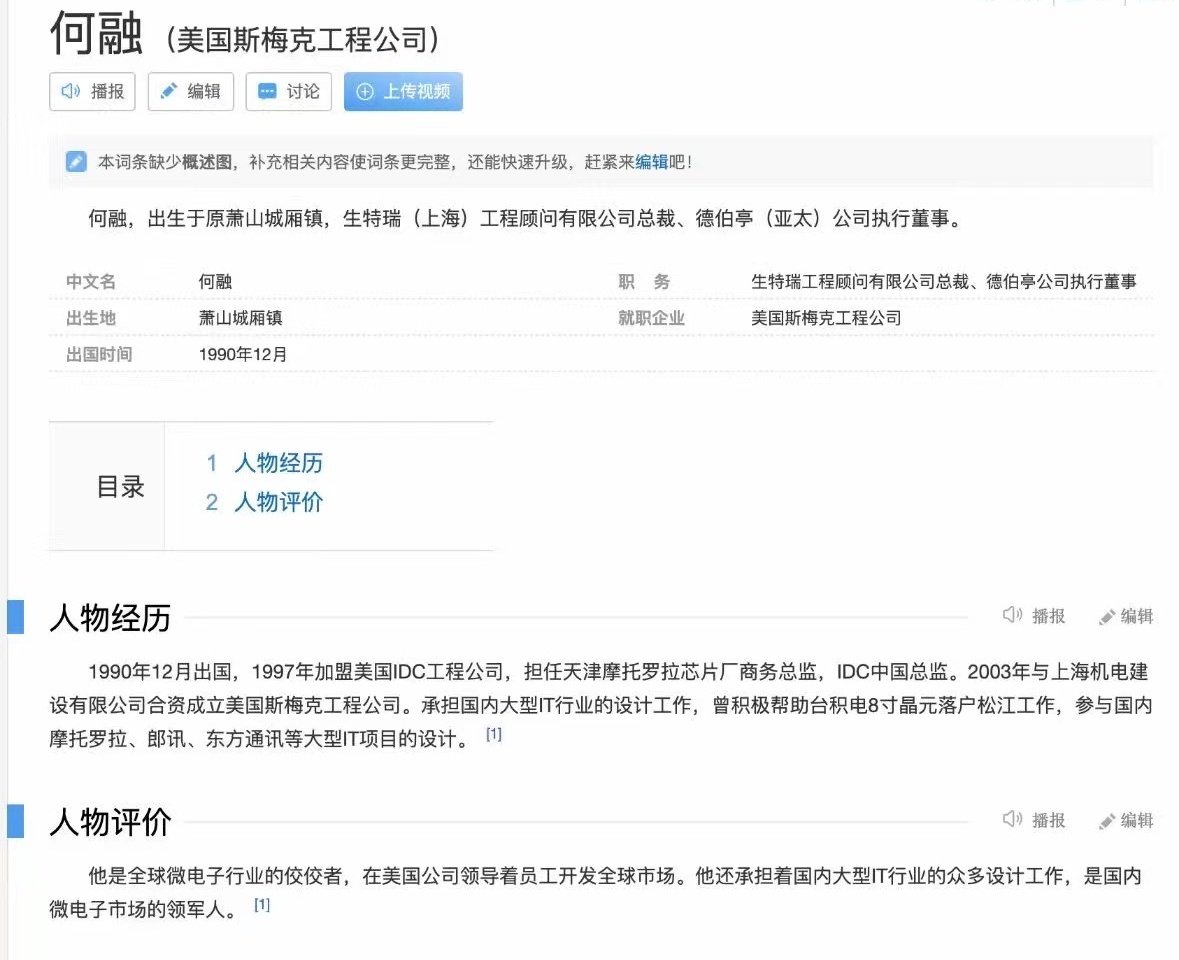 何融（美国斯梅克工程公司）
播报 编辑 讨论 上传视频
本词条缺少概述图，补充相关内容使词条更完整，还能快速升级，赶紧来编辑吧！
何融，出生于原萧山城厢镇，生特瑞（上海）工程顾问有限公司总裁、德伯亭（亚太）公司执行董事。
中文名 何融 职 务 生特瑞工程顾问有限公司总裁、德伯亭公司执行董事
出生地 萧山城厢镇 就职企业 美国斯梅克工程公司
出国时间 1990年12月
目录
1 人物经历
2 人物评价
人物经历 播报 编辑
1990年12月出国，1997年加盟美国IDC工程公司，担任天津摩托罗拉芯片厂商务总监，IDC中国总监。2003年与上海机电建
设有限公司合资成立美国斯梅克工程公司。承担国内大型IT行业的设计工作，曾积极帮助台积电8寸晶元落户松江工作，参与国内
摩托罗拉、郎讯、东方通讯等大型IT项目的设计。 [1]
人物评价 播报 编辑
他是全球微电子行业的佼佼者，在美国公司领导着员工开发全球市场。他还承担着国内大型IT行业的众多设计工作，是国内
微电子市场的领军人。 [1]